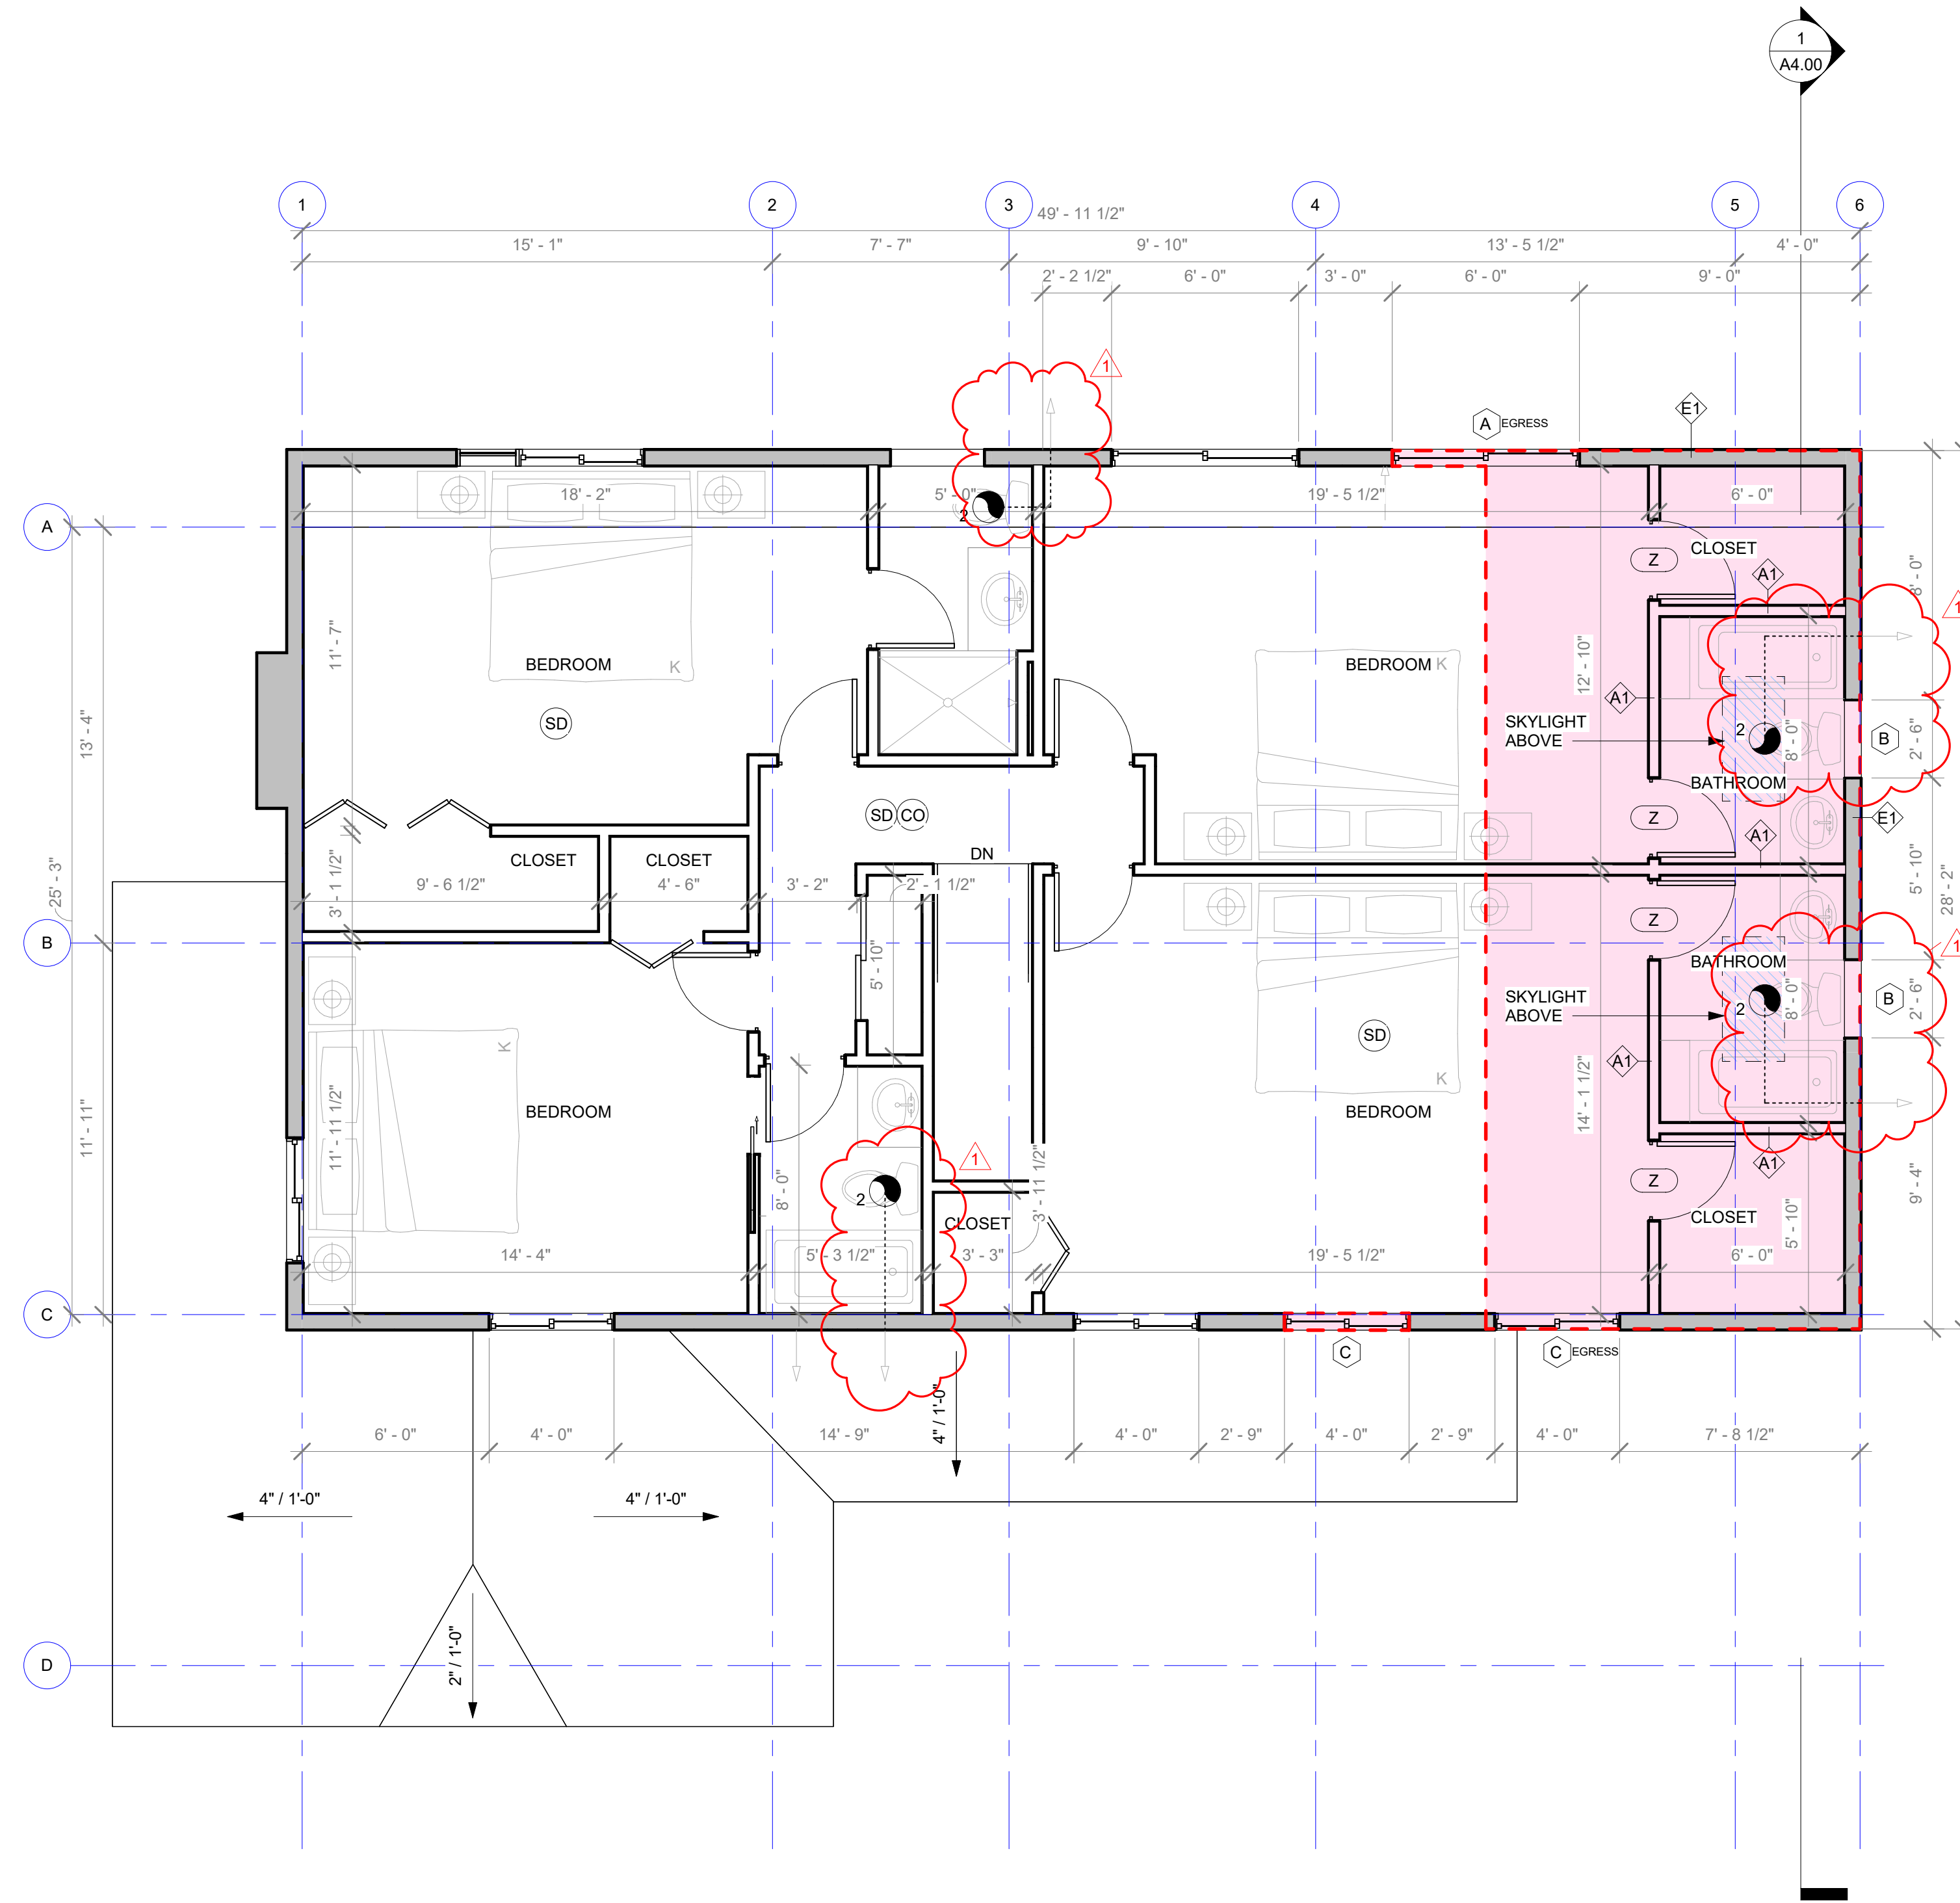 1
A4.00
1
2
3
4
5
6
49' - 11 1/2"
15' - 1"
7' - 7"
9' - 10"
13' - 5 1/2"
4' - 0"
2' - 2 1/2"
6' - 0"
3' - 0"
6' - 0"
9' - 0"
1
E1
A
EGRESS
18' - 2"
5' - 0"
19' - 5 1/2"
6' - 0"
2
A
CLOSET
Z
A1
8' - 0"
1
11' - 7"
BEDROOM
K
BEDROOM
K
12' - 10"
A1
13' - 4"
SD
SKYLIGHT
ABOVE
2
8' - 0"
B
2' - 6"
BATHROOM
SD
CO
Z
A1
E1
DN
CLOSET
CLOSET
25' - 3"
3' - 1 1/2"
9' - 6 1/2"
4' - 6"
3' - 2"
2' - 1 1/2"
5' - 10"
28' - 2"
Z
B
1
BATHROOM
5' - 10"
SKYLIGHT
ABOVE
2
8' - 0"
B
2' - 6"
SD
K
A1
K
11' - 11"
11' - 11 1/2"
BEDROOM
BEDROOM
14' - 1 1/2"
1
A1
Z
2
8' - 0"
3' - 11 1/2"
9' - 4"
CLOSET
CLOSET
5' - 10"
14' - 4"
5' - 3 1/2"
3' - 3"
19' - 5 1/2"
6' - 0"
C
C
C
EGRESS
4" / 1'-0"
6' - 0"
4' - 0"
14' - 9"
4' - 0"
2' - 9"
4' - 0"
2' - 9"
4' - 0"
7' - 8 1/2"
4" / 1'-0"
4" / 1'-0"
2" / 1'-0"
D